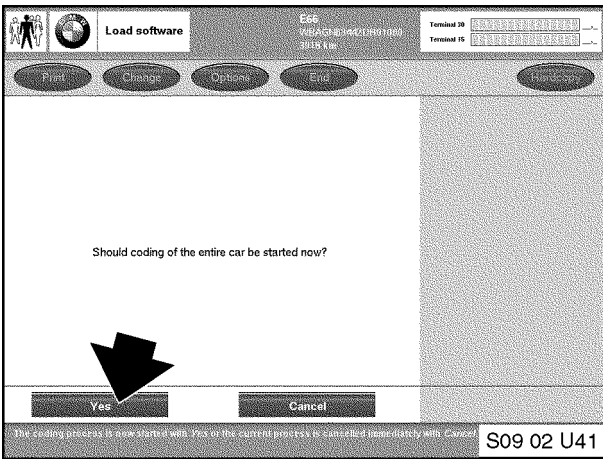 Load software
E66
3918 km
Terminal 30
Terminal 15
Print
Change
Options
End
Hardcopy
Should coding of the entire car be started now?
Yes
Cancel
The coding process is now started with Yes or the current process is cancelled immediately with Cancel
S09 02 U41